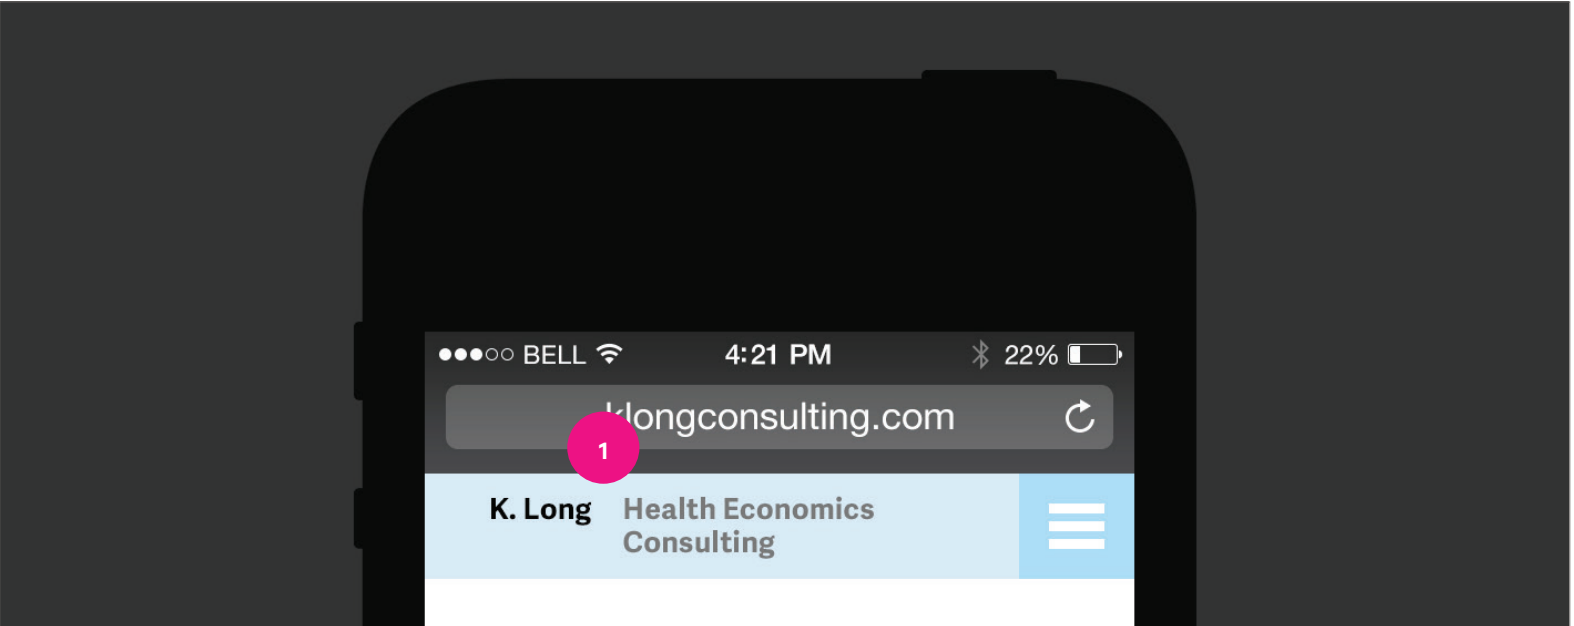 BELL 4:21 PM 22%
klongconsulting.com
1
K. Long Health Economics
Consulting